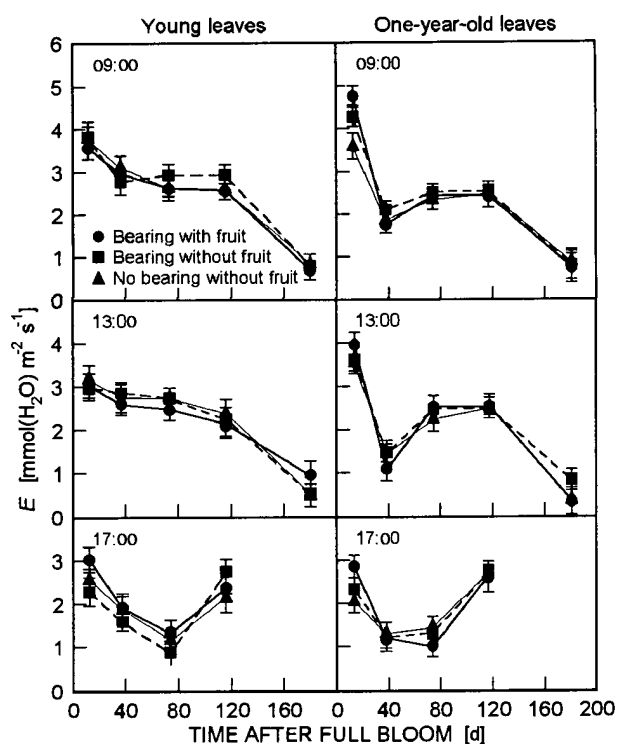 Young leaves One-year-old leaves
6
09:00 09:00
5
4
3
2
Bearing with fruit
Bearing without fruit
1
No bearing without fruit
0
13:00 13:00
4
3
2
1
0
17:00 17:00
3
2
1
0
E [mmol(H₂O) m⁻² s⁻¹]
0 40 80 120 160 0 40 80 120 160 200
TIME AFTER FULL BLOOM [d]